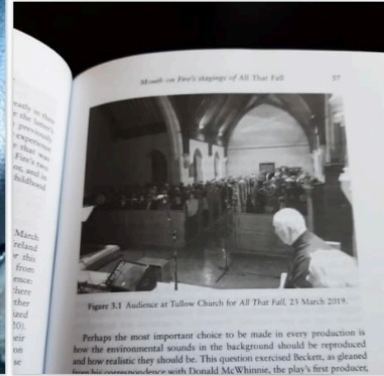 Mouth on Fire's stagings of All That Fall 37
March
reland
from
Figure 3.1 Audience at Tullow Church for All That Fall, 23 March 2019.
Perhaps the most important choice to be made in every production is
how the environmental sounds in the background should be reproduced
and how realistic they should be. This question exercised Beckett, as gleaned
from his correspondence with Donald McWhinnie, the play's first producer,